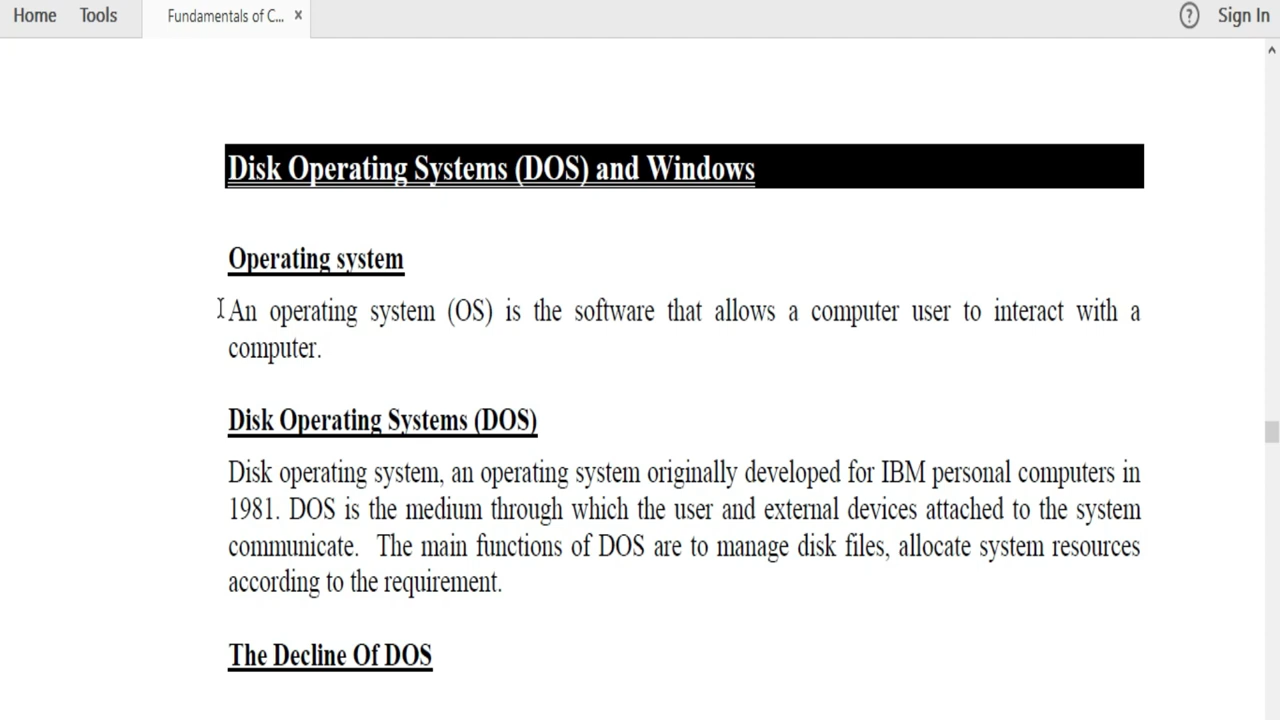 Home Tools Fundamentals of C... × ? Sign In
Disk Operating Systems (DOS) and Windows
Operating system
An operating system (OS) is the software that allows a computer user to interact with a
computer.
Disk Operating Systems (DOS)
Disk operating system, an operating system originally developed for IBM personal computers in
1981. DOS is the medium through which the user and external devices attached to the system
communicate. The main functions of DOS are to manage disk files, allocate system resources
according to the requirement.
The Decline Of DOS